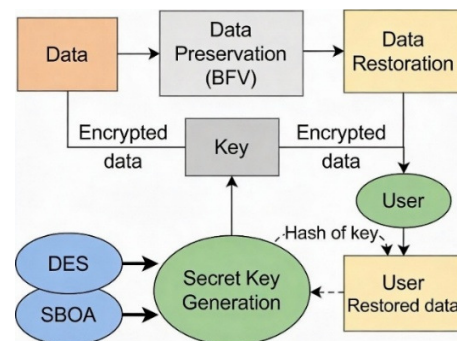 Data
Data
Preservation
(BFV)
Data
Restoration
Encrypted
data
Key
Encrypted
data
User
Hash of key
DES
SBOA
Secret Key
Generation
User
Restored data